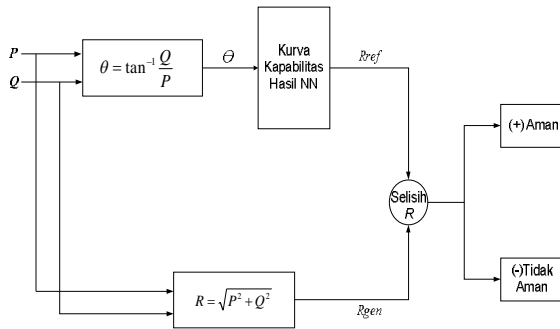 P
Q
θ = tan⁻¹ Q/P
θ
Kurva
Kapabilitas
Hasil NN
Rref
(+) Aman
Selisih
R
(-)Tidak
Aman
R = √P² + Q²
Rgen